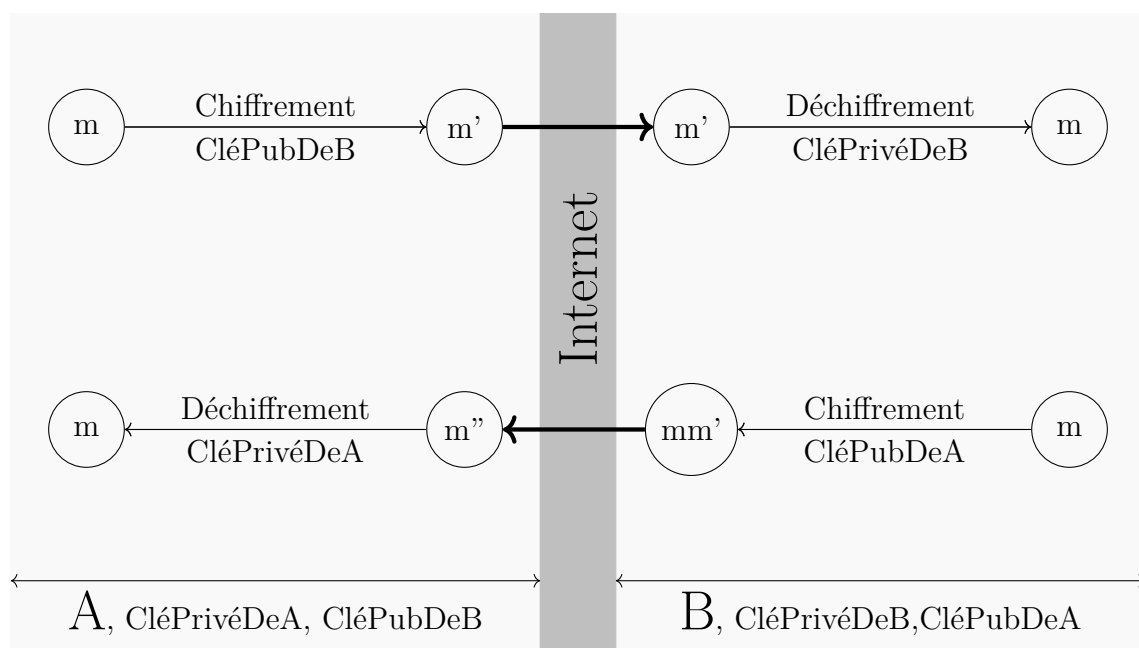 m
Chiffrement
CléPubDeB
m'
m'
Déchiffrement
CléPrivéDeB
m
Internet
m
Déchiffrement
CléPrivéDeA
m"
mm'
Chiffrement
CléPubDeA
m
A, CléPrivéDeA, CléPubDeB
B, CléPrivéDeB,CléPubDeA